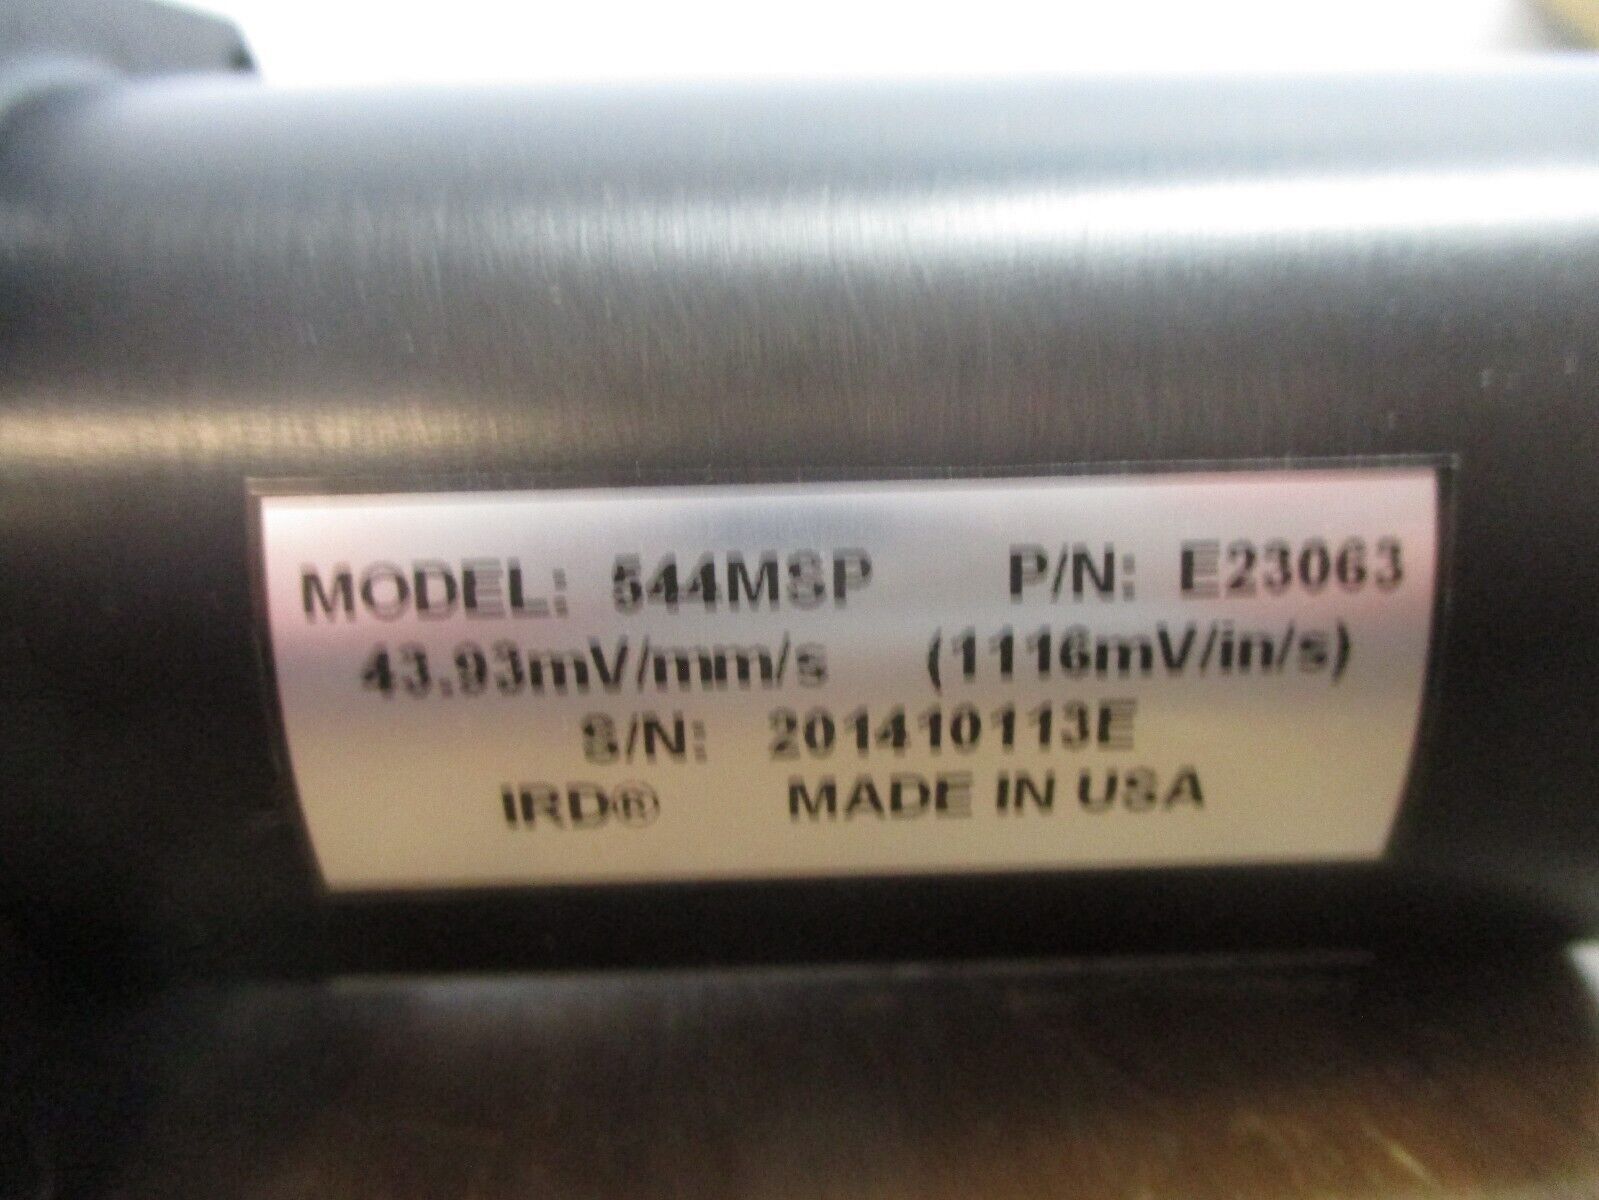 MODEL: 544MSP P/N: E23063
43.93mV/mm/s (1116mV/in/s)
S/N: 201410113E
IRD® MADE IN USA